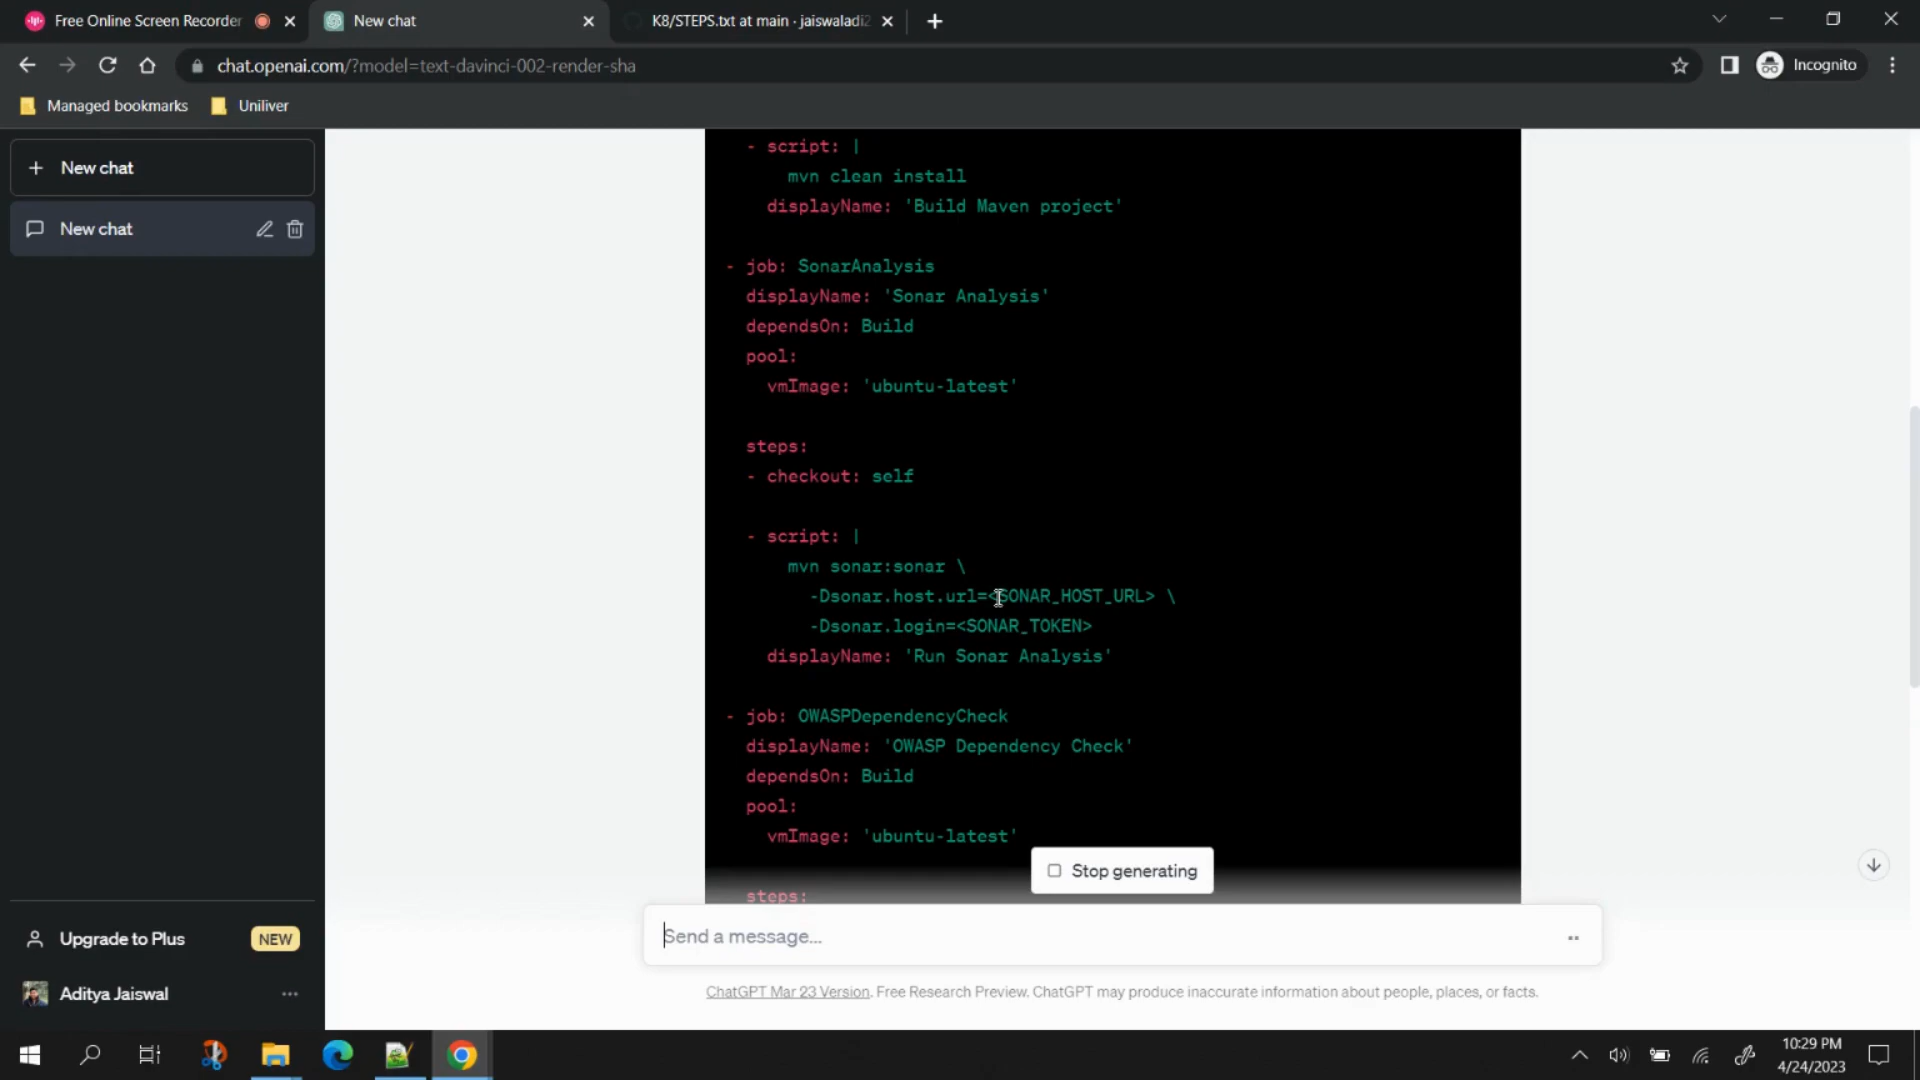 Free Online Screen Recorder
New chat
K8/STEPS.txt at main · jaiswaladi2
chat.openai.com/?model=text-davinci-002-render-sha
Incognito
Managed bookmarks
Uniliver
New chat
New chat
- script: |
mvn clean install
displayName: 'Build Maven project'
- job: SonarAnalysis
displayName: 'Sonar Analysis'
dependsOn: Build
pool:
vmImage: 'ubuntu-latest'
steps:
- checkout: self
- script: |
mvn sonar:sonar \
-Dsonar.host.url=<SONAR_HOST_URL> \
-Dsonar.login=<SONAR_TOKEN>
displayName: 'Run Sonar Analysis'
- job: OWASPDependencyCheck
displayName: 'OWASP Dependency Check'
dependsOn: Build
pool:
vmImage: 'ubuntu-latest'
Stop generating
steps:
Send a message...
Upgrade to Plus
NEW
Aditya Jaiswal
ChatGPT Mar 23 Version. Free Research Preview. ChatGPT may produce inaccurate information about people, places, or facts.
10:29 PM
4/24/2023